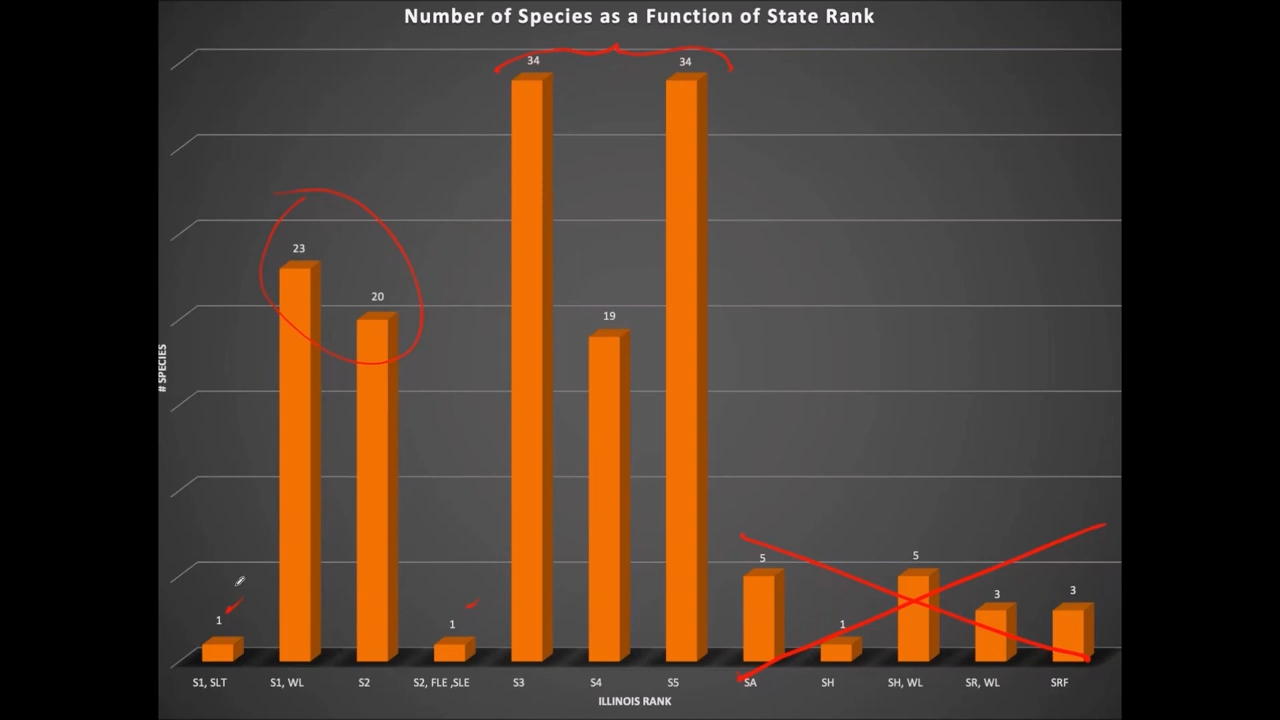 Number of Species as a Function of State Rank
34
34
23
20
19
# SPECIES
5
5
1
1
1
3
3
S1, SLT
S1, WL
S2
S2, FLE ,SLE
S3
S4
S5
SA
SH
SH, WL
SR, WL
SRF
ILLINOIS RANK